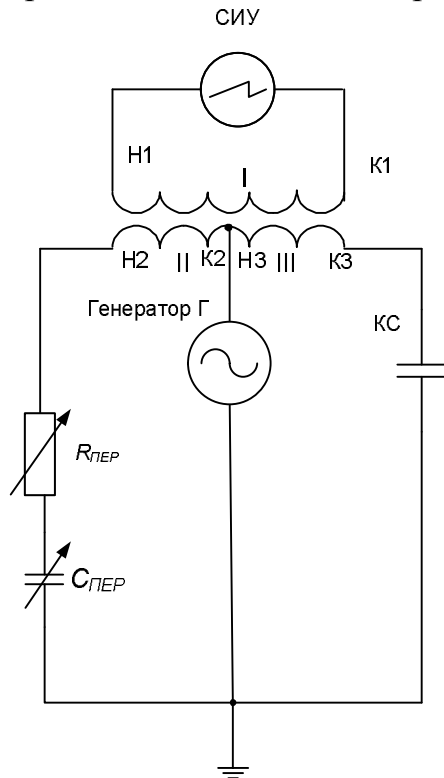 СИУ
Н1
I
К1
Н2 II К2 Н3 III К3
Генератор Г
КС
RПЕР
CПЕР